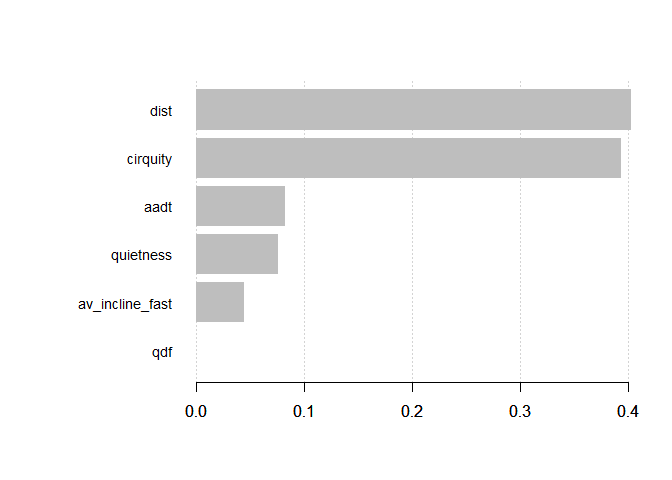 dist
cirquity
aadt
quietness
av_incline_fast
qdf
0.0 0.1 0.2 0.3 0.4